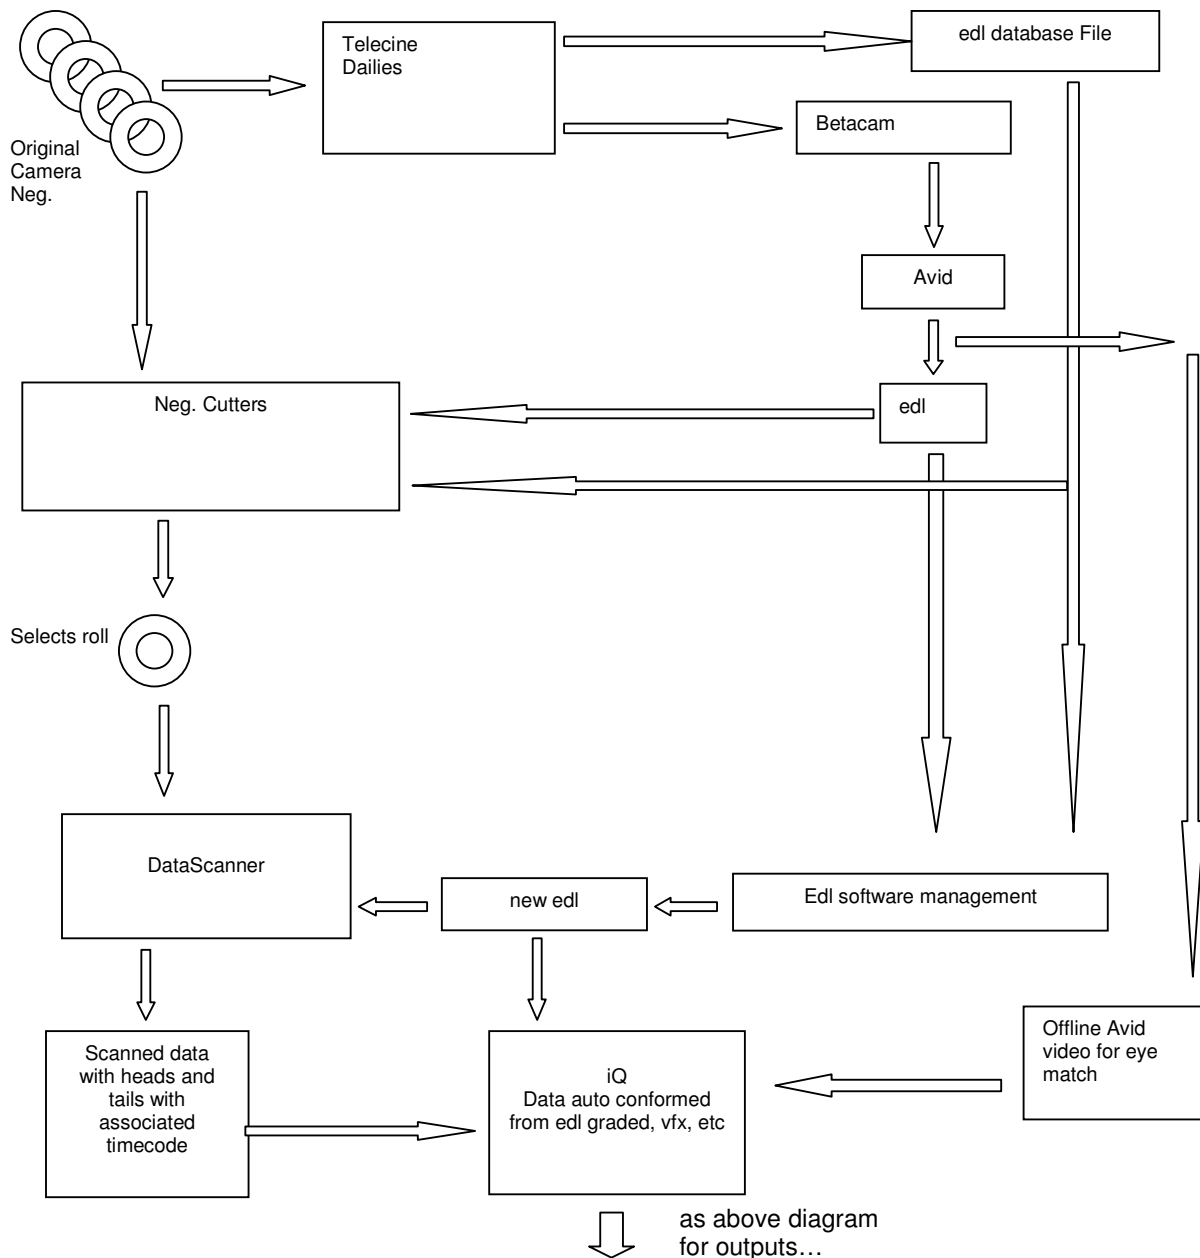 Telecine
Dailies
edl database File
Betacam
Original
Camera
Neg.
Avid
Neg. Cutters
edl
Selects roll
DataScanner
new edl
Edl software management
Scanned data
with heads and
tails with
associated
timecode
iQ
Data auto conformed
from edl graded, vfx, etc
Offline Avid
video for eye
match
as above diagram
for outputs…